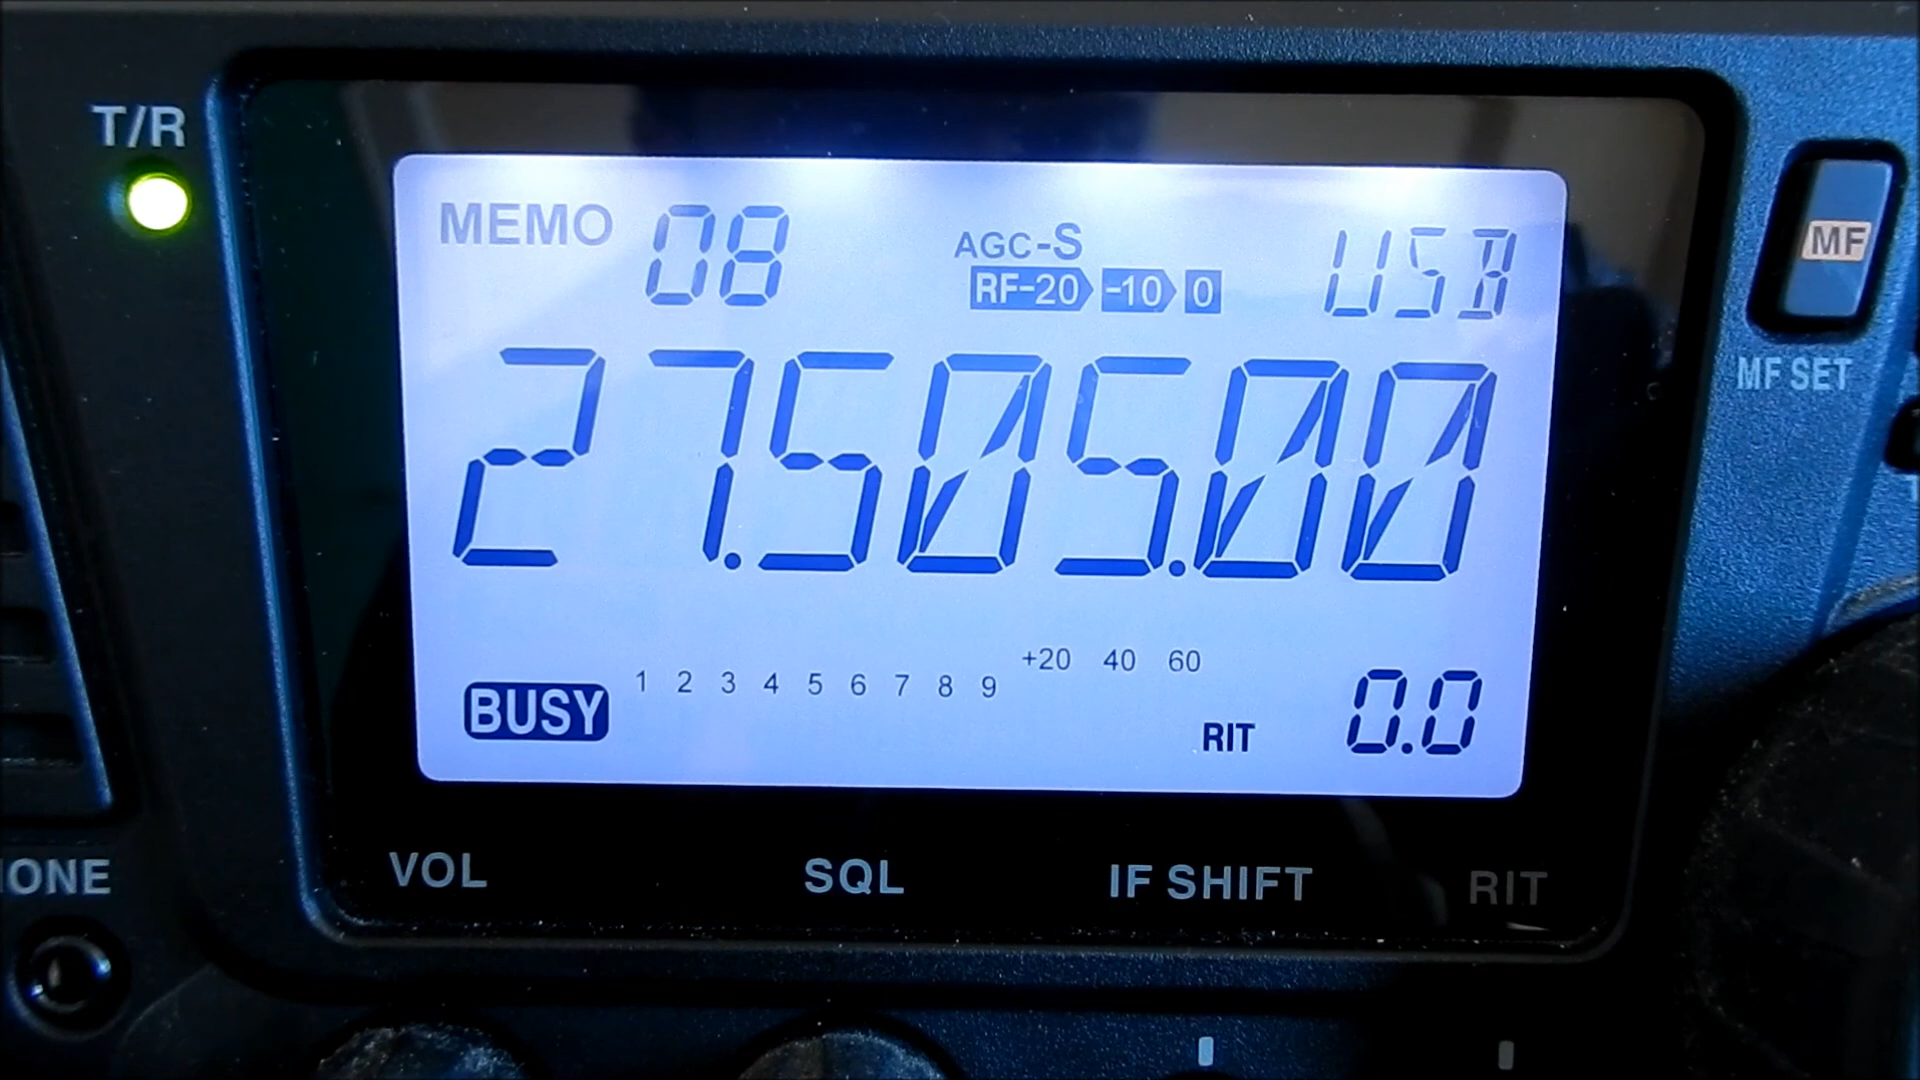 T/R
MEMO 08 AGC-S USB
RF-20 -10 0
MF
27.505.00
MF SET
+20 40 60
1 2 3 4 5 6 7 8 9
BUSY RIT 0.0
VOL SQL IF SHIFT RIT